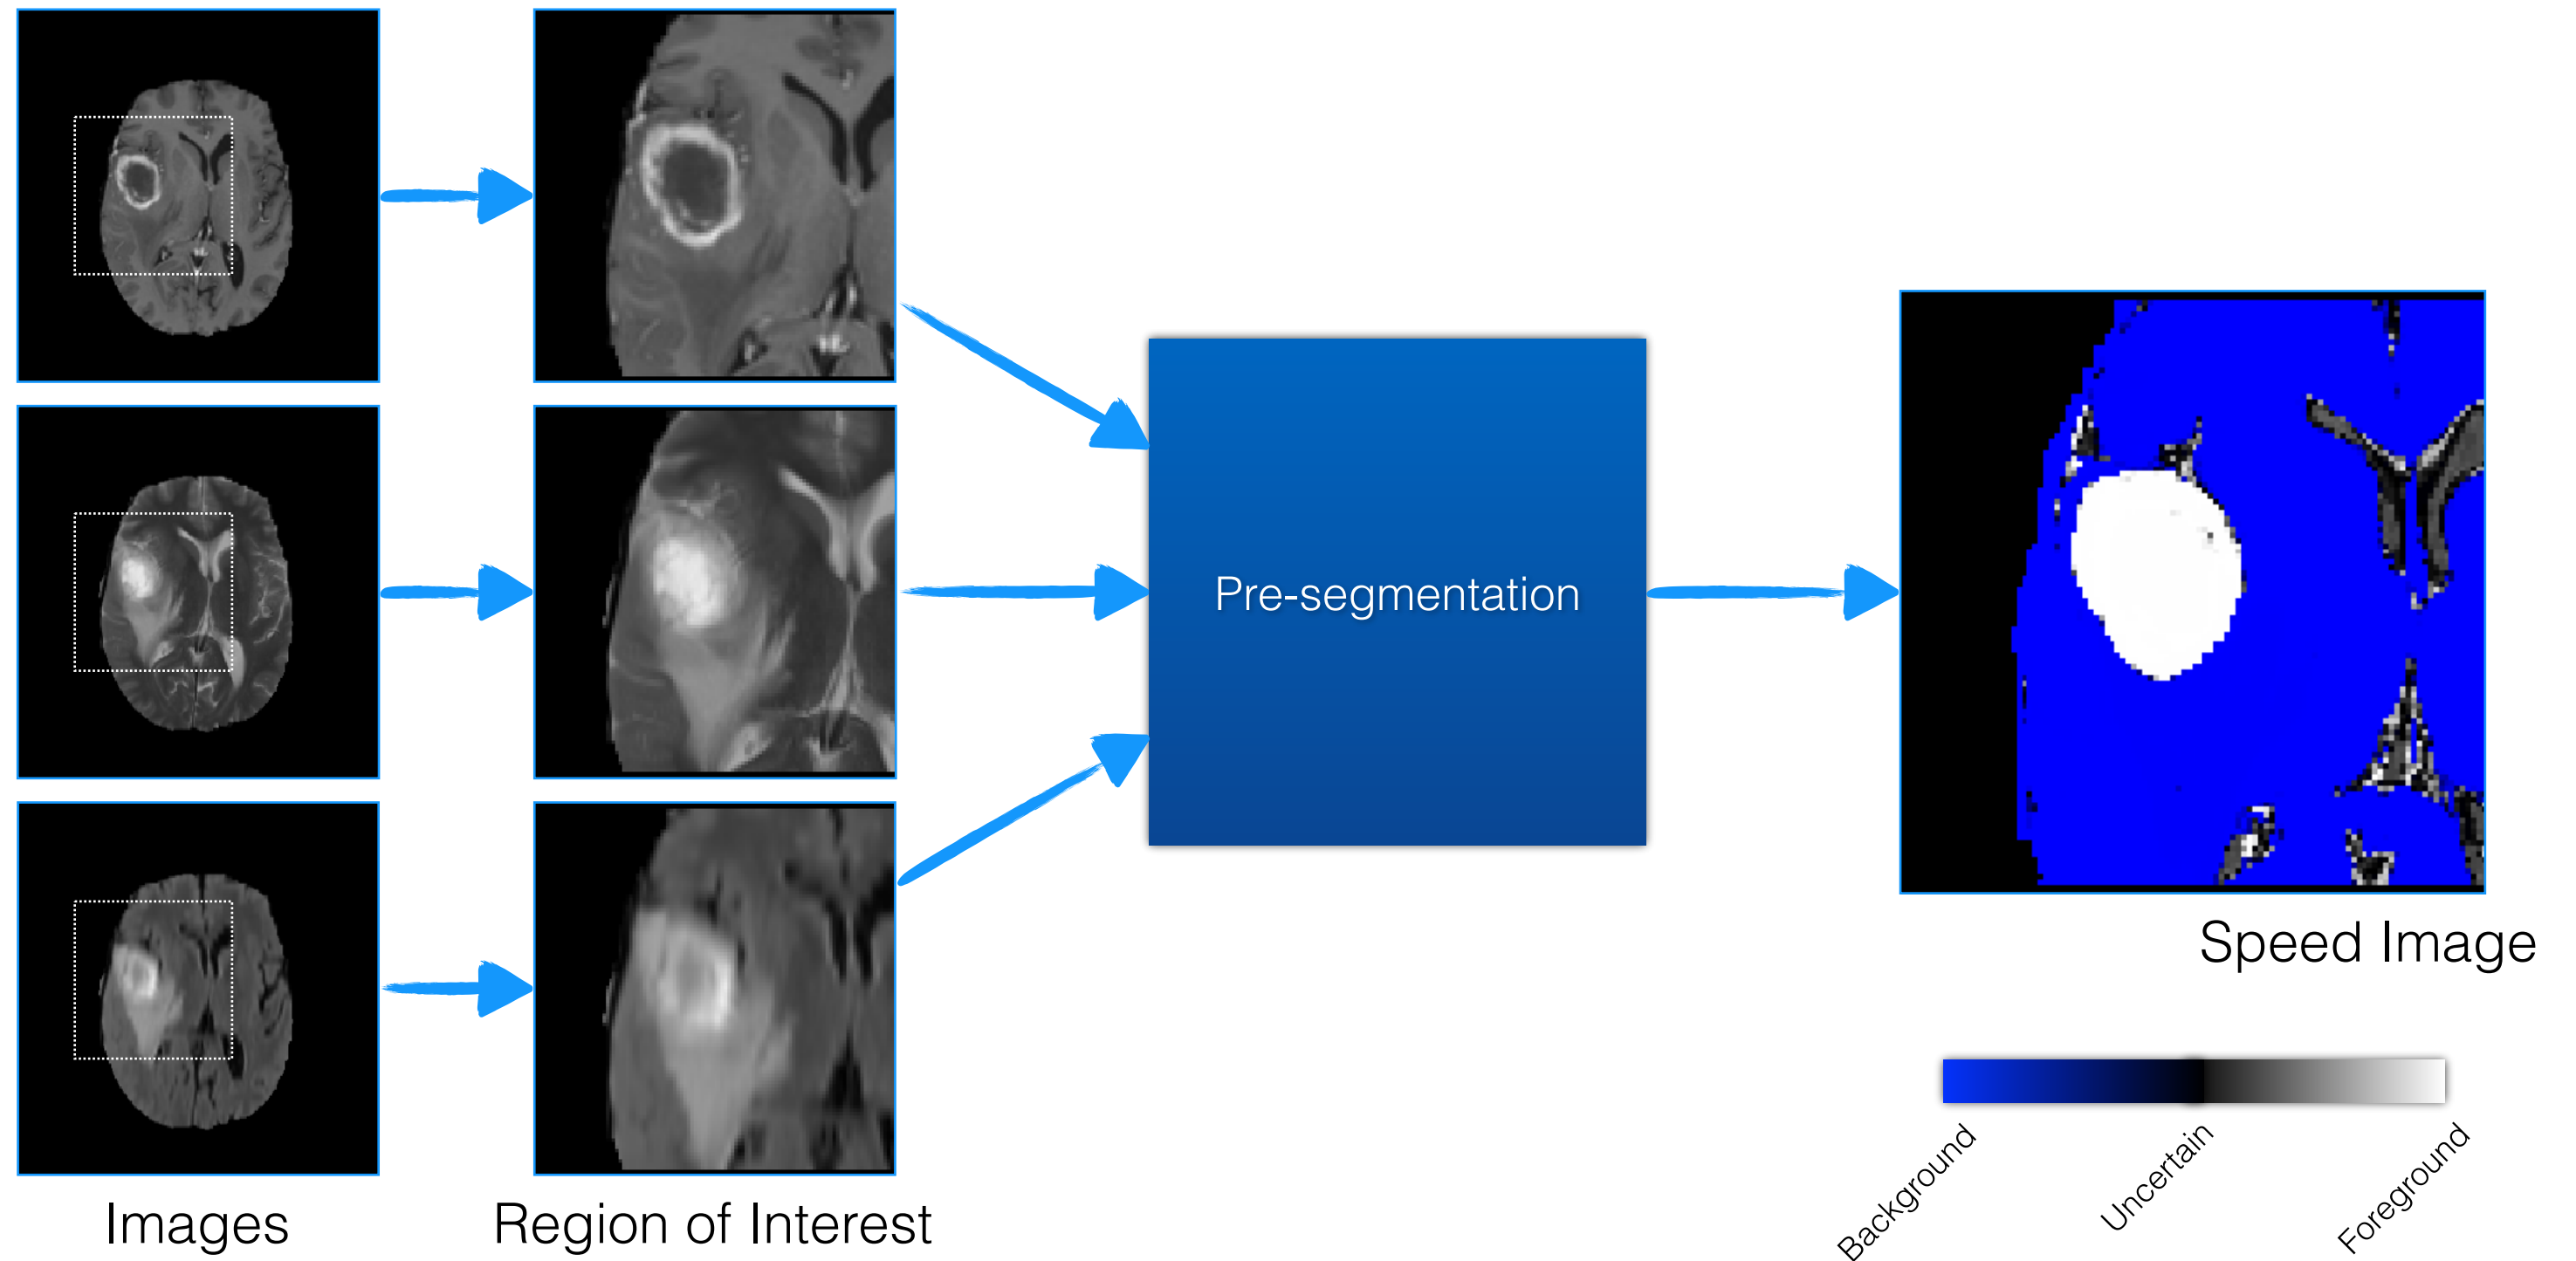 Pre-segmentation
Speed Image
Background
Uncertain
Foreground
Images
Region of Interest